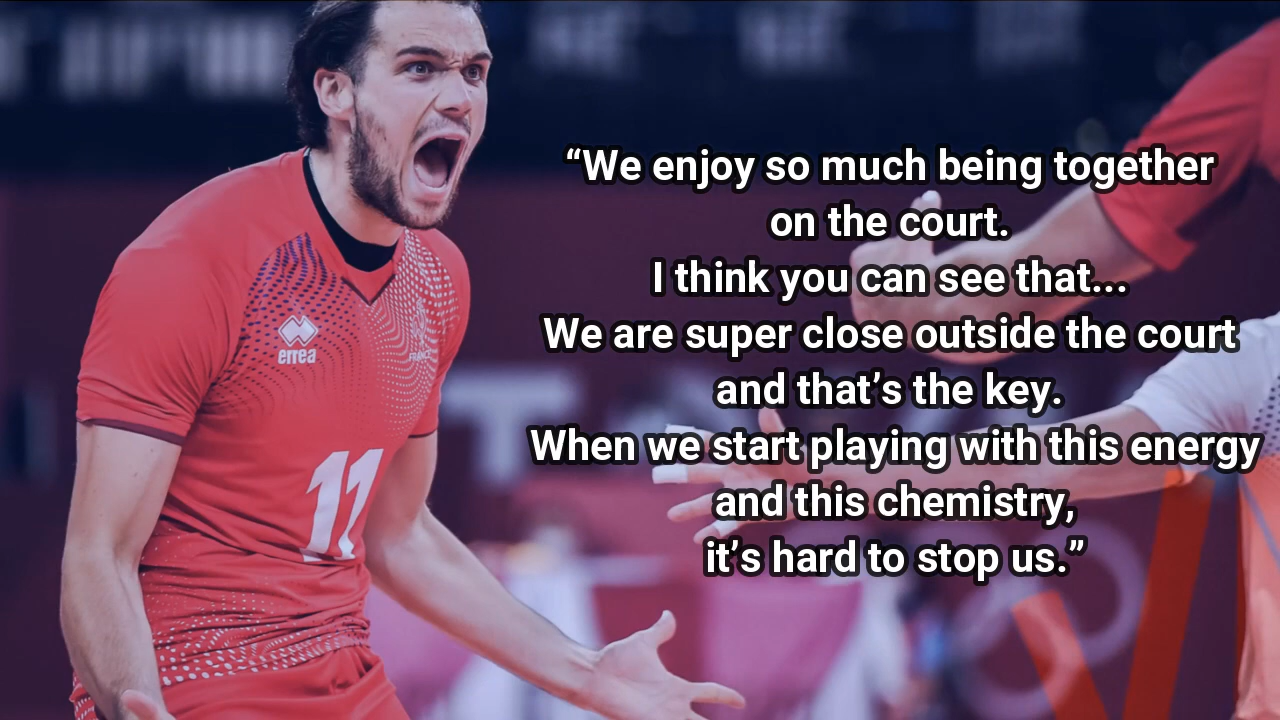 “We enjoy so much being together
on the court.
I think you can see that...
We are super close outside the court
and that’s the key.
When we start playing with this energy
and this chemistry,
it’s hard to stop us.”
errea
FRANCE
11